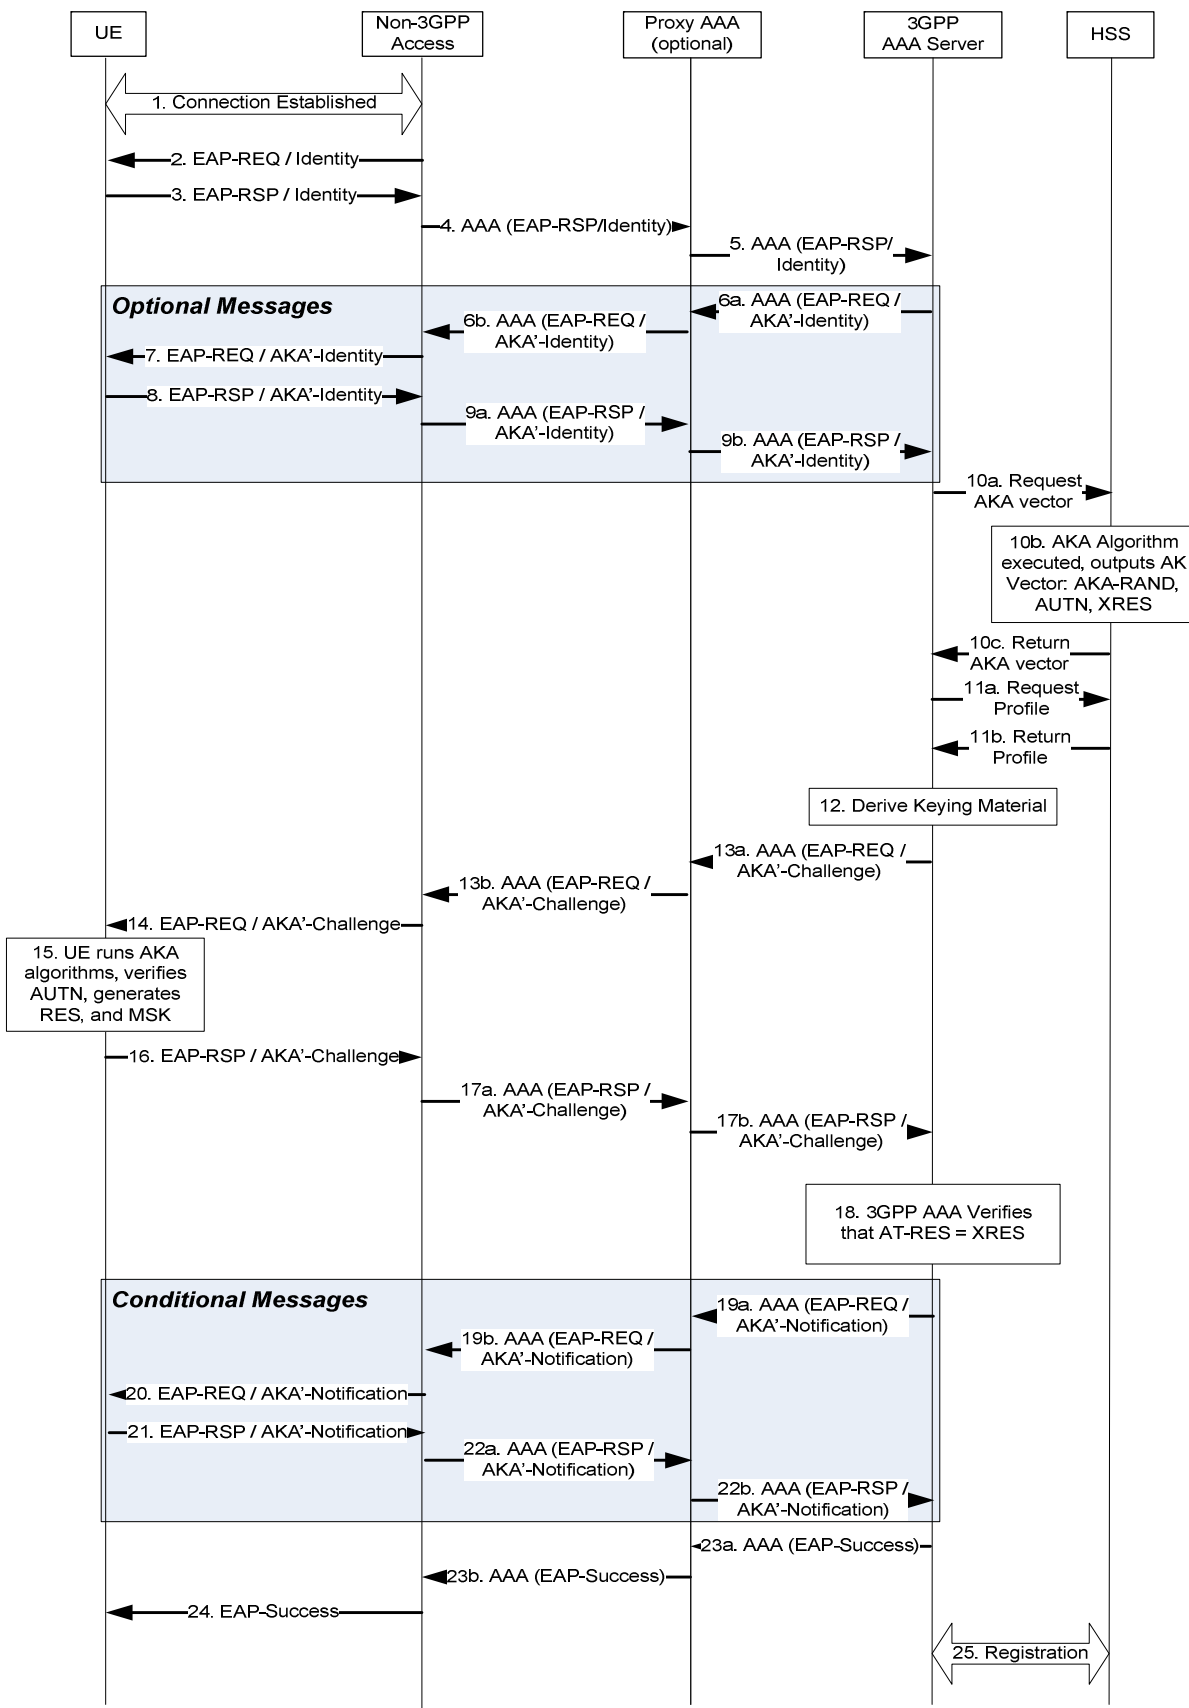 UE
Non-3GPP
Access
Proxy AAA
(optional)
3GPP
AAA Server
HSS
1. Connection Established
2. EAP-REQ / Identity
3. EAP-RSP / Identity
4. AAA (EAP-RSP/Identity)
5. AAA (EAP-RSP/
Identity)
Optional Messages
6a. AAA (EAP-REQ /
AKA'-Identity)
6b. AAA (EAP-REQ /
AKA'-Identity)
7. EAP-REQ / AKA'-Identity
8. EAP-RSP / AKA'-Identity
9a. AAA (EAP-RSP /
AKA'-Identity)
9b. AAA (EAP-RSP /
AKA'-Identity)
10a. Request
AKA vector
10b. AKA Algorithm
executed, outputs AK
Vector: AKA-RAND,
AUTN, XRES
10c. Return
AKA vector
11a. Request
Profile
11b. Return
Profile
12. Derive Keying Material
13a. AAA (EAP-REQ /
AKA'-Challenge)
13b. AAA (EAP-REQ /
AKA'-Challenge)
14. EAP-REQ / AKA'-Challenge
15. UE runs AKA
algorithms, verifies
AUTN, generates
RES, and MSK
16. EAP-RSP / AKA'-Challenge
17a. AAA (EAP-RSP /
AKA'-Challenge)
17b. AAA (EAP-RSP /
AKA'-Challenge)
18. 3GPP AAA Verifies
that AT-RES = XRES
Conditional Messages
19a. AAA (EAP-REQ /
AKA'-Notification)
19b. AAA (EAP-REQ /
AKA'-Notification)
20. EAP-REQ / AKA'-Notification
21. EAP-RSP / AKA'-Notification
22a. AAA (EAP-RSP /
AKA'-Notification)
22b. AAA (EAP-RSP /
AKA'-Notification)
23a. AAA (EAP-Success)
23b. AAA (EAP-Success)
24. EAP-Success
25. Registration